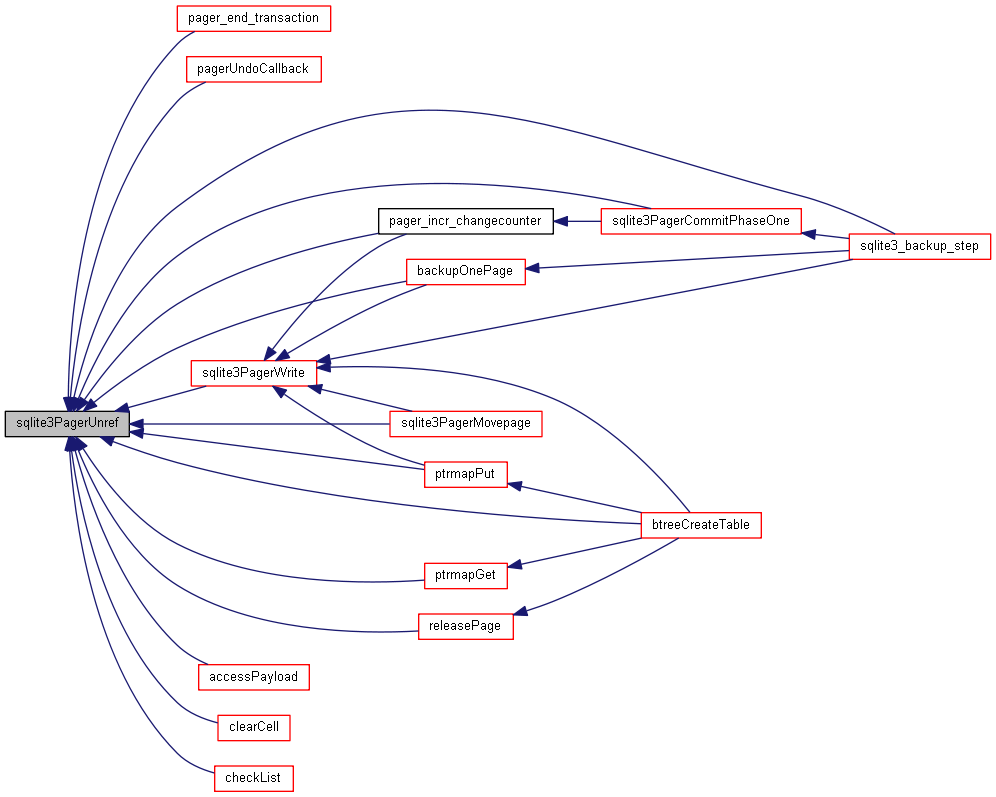 pager_end_transaction
pagerUndoCallback
pager_incr_changecounter
sqlite3PagerCommitPhaseOne
sqlite3_backup_step
backupOnePage
sqlite3PagerWrite
sqlite3PagerUnref
sqlite3PagerMovepage
ptrmapPut
btreeCreateTable
ptrmapGet
releasePage
accessPayload
clearCell
checkList